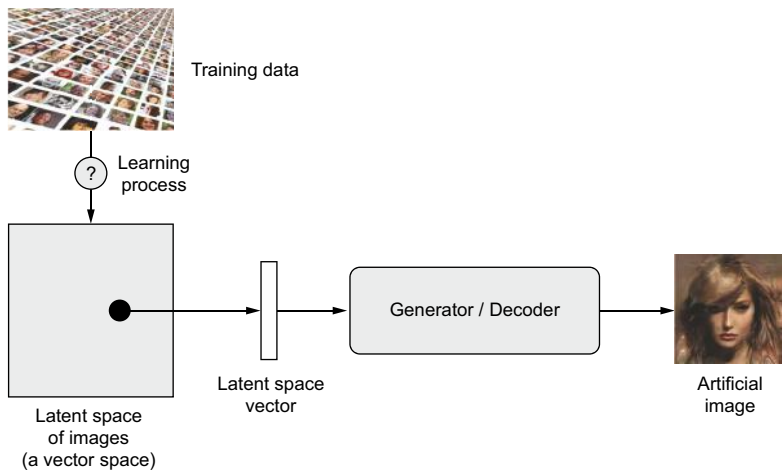 Training data
?
Learning
process
Generator / Decoder
Latent space
vector
Artificial
image
Latent space
of images
(a vector space)